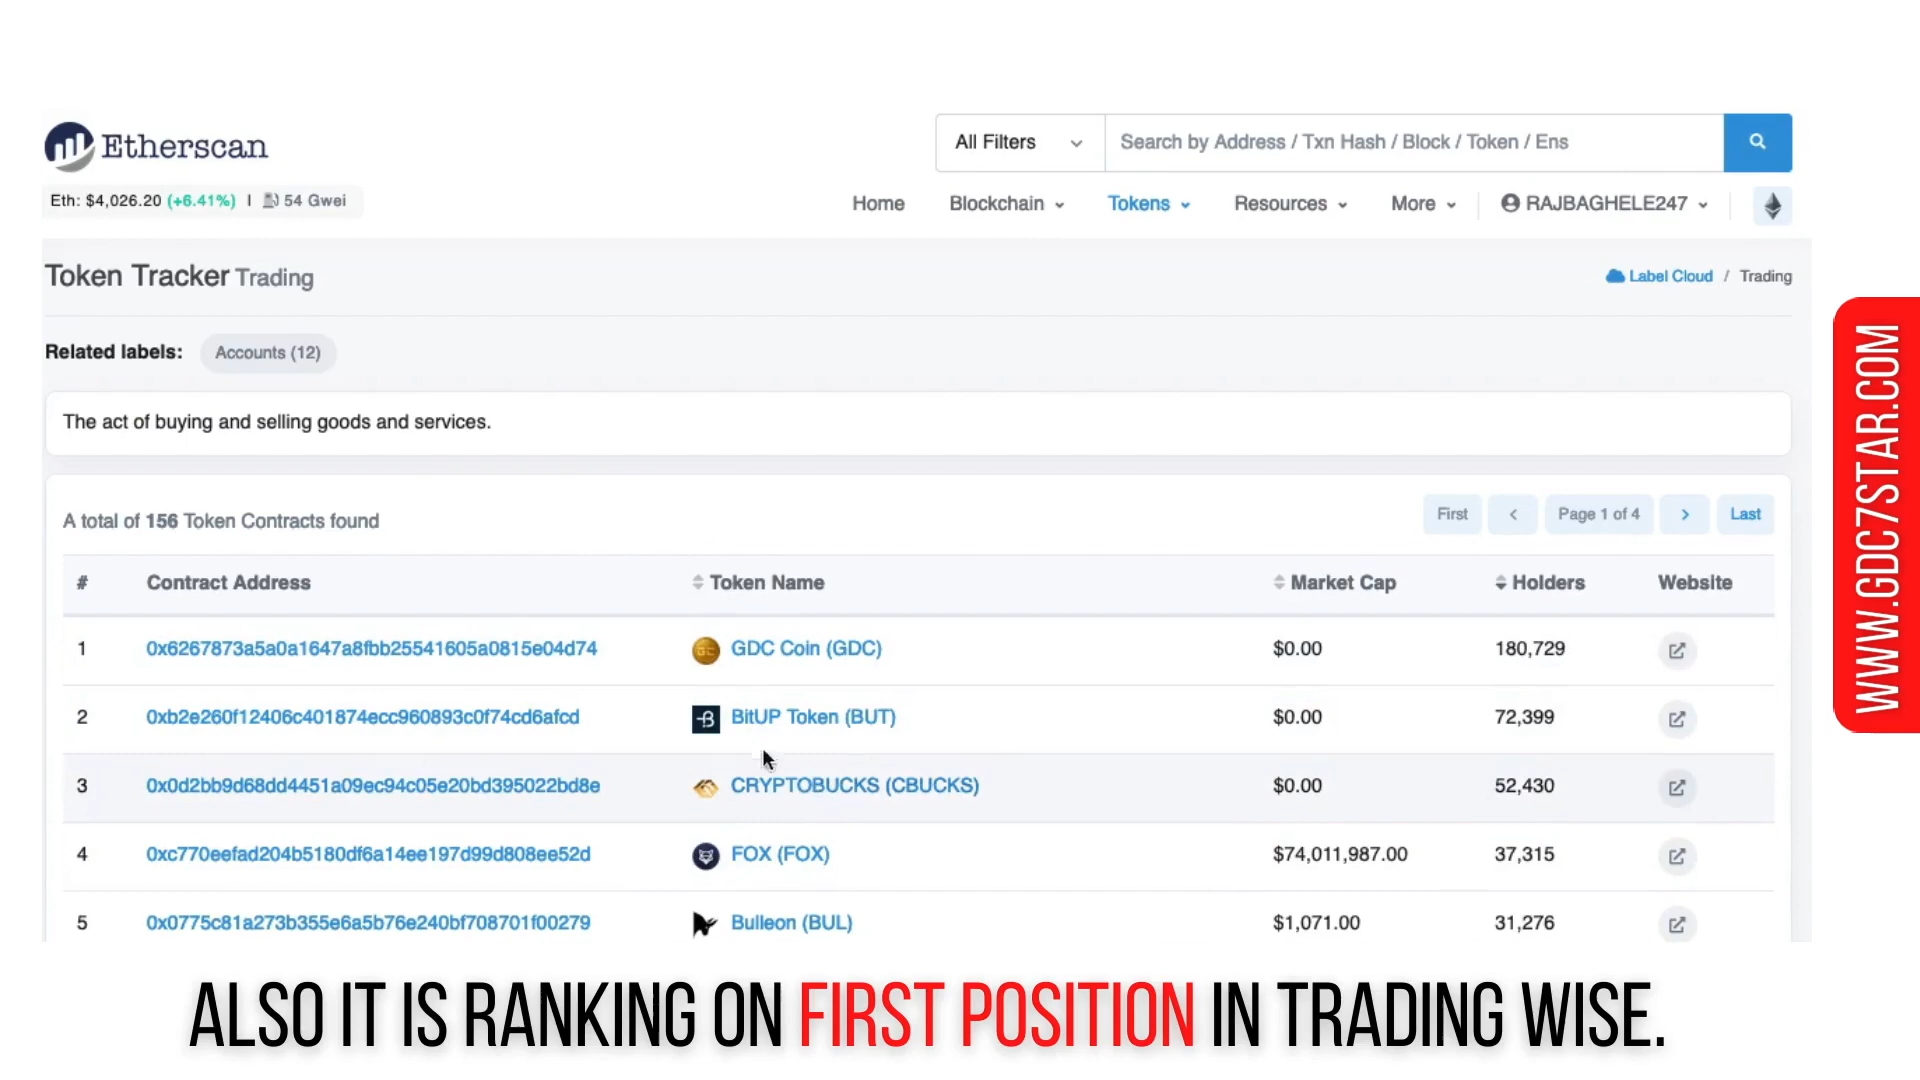 Etherscan
All Filters
Search by Address / Txn Hash / Block / Token / Ens
Eth: $4,026.20 (+6.41%) | 54 Gwei
Home Blockchain Tokens Resources More RAJBAGHELE247
Token Tracker Trading
Label Cloud / Trading
Related labels: Accounts (12)
The act of buying and selling goods and services.
A total of 156 Token Contracts found
First < Page 1 of 4 > Last
# Contract Address Token Name Market Cap Holders Website
1 0x6267873a5a0a1647a8fbb25541605a0815e04d74 GDC Coin (GDC) $0.00 180,729
2 0xb2e260f12406c401874ecc960893c0f74cd6afcd BitUP Token (BUT) $0.00 72,399
3 0x0d2bb9d68dd4451a09ec94c05e20bd395022bd8e CRYPTOBUCKS (CBUCKS) $0.00 52,430
4 0xc770eefad204b5180df6a14ee197d99d808ee52d FOX (FOX) $74,011,987.00 37,315
5 0x0775c81a273b355e6a5b76e240bf708701f00279 Bulleon (BUL) $1,071.00 31,276
WWW.GDC7STAR.COM
ALSO IT IS RANKING ON FIRST POSITION IN TRADING WISE.